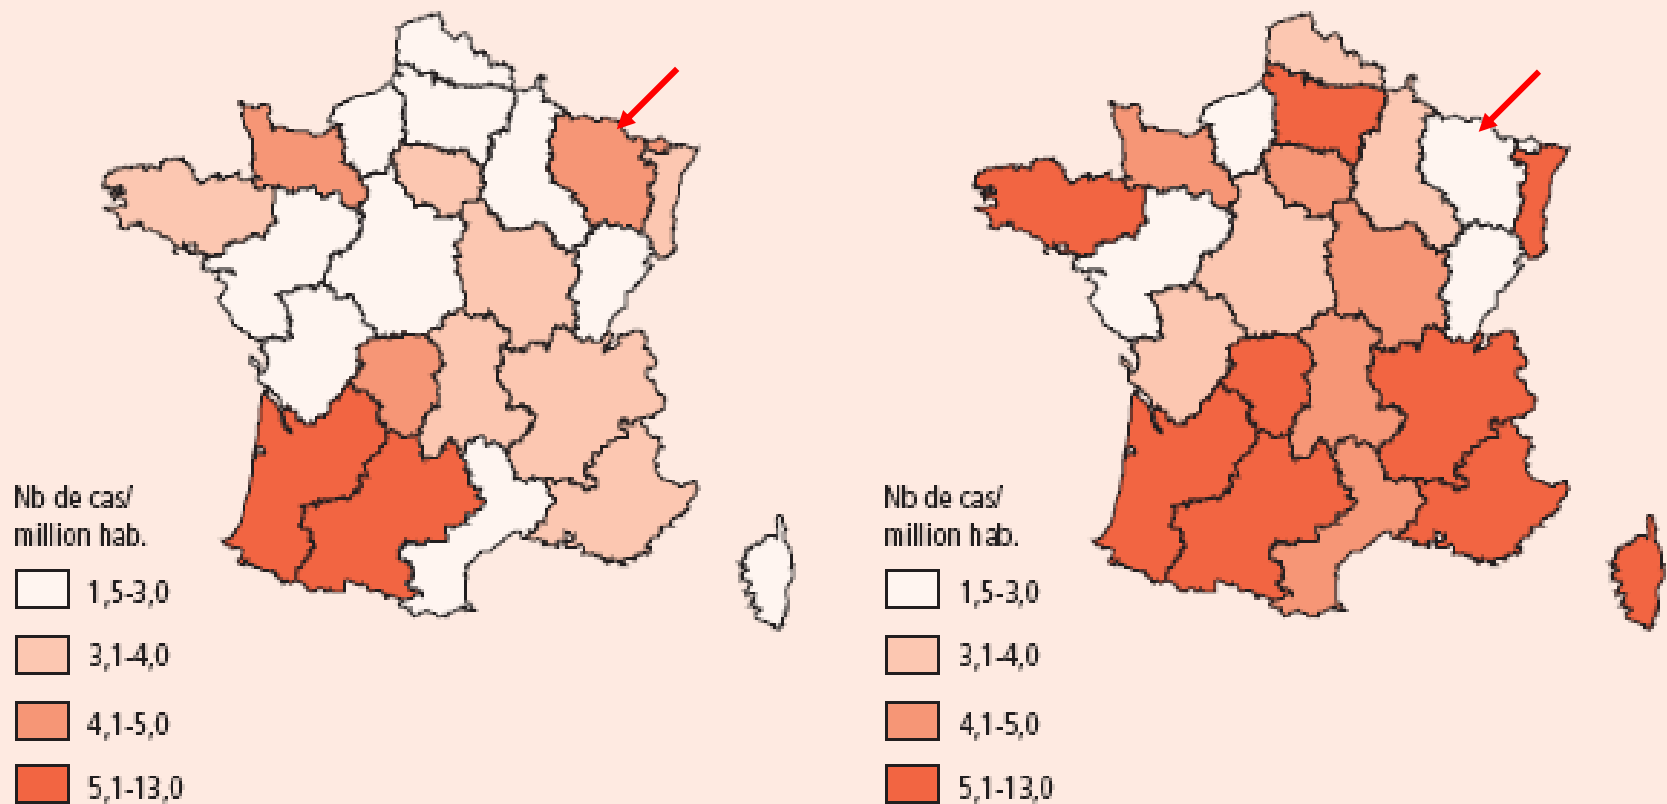 Nb de cas/
million hab.
1,5-3,0
3,1-4,0
4,1-5,0
5,1-13,0
Nb de cas/
million hab.
1,5-3,0
3,1-4,0
4,1-5,0
5,1-13,0